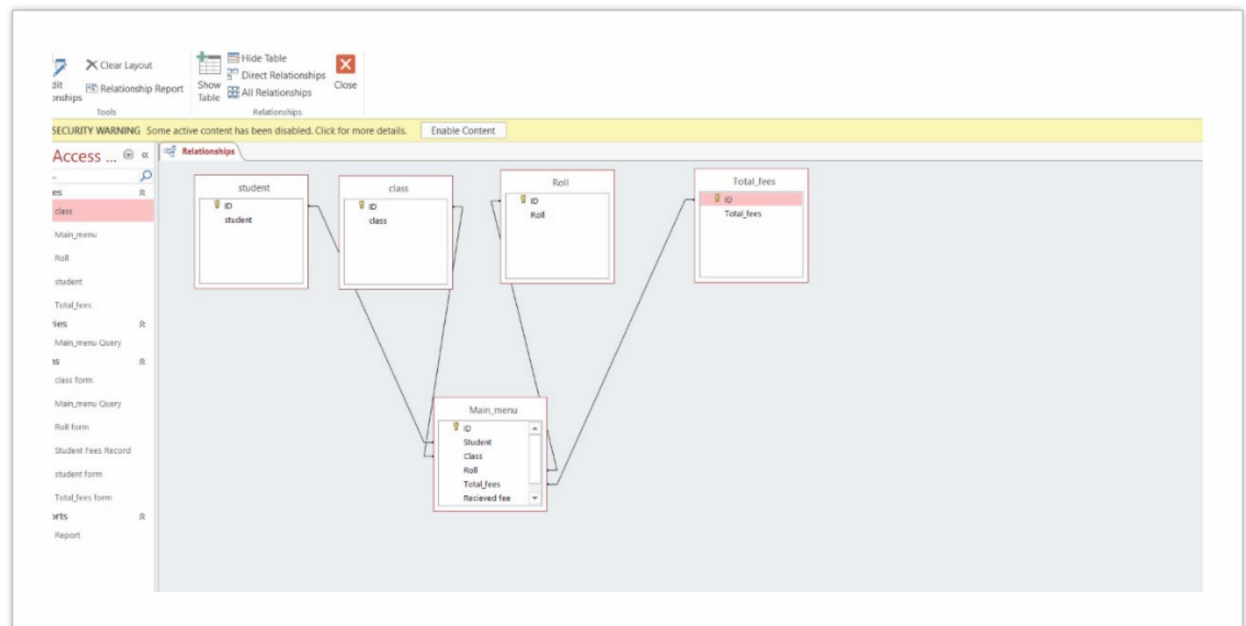 Clear Layout
Relationship Report
dit
onships
Tools
Show
Table
Hide Table
Direct Relationships
All Relationships
Relationships
Close
SECURITY WARNING Some active content has been disabled. Click for more details. Enable Content
Access ...
Relationships
es
class
Main_menu
Roll
student
Total_fees
ries
Main_menu Query
ns
class form
Main_menu Query
Roll form
Student Fees Record
student form
Total_fees form
orts
Report
student
ID
student
class
ID
class
Roll
ID
Roll
Total_fees
ID
Total_fees
Main_menu
ID
Student
Class
Roll
Total_fees
Recieved fee